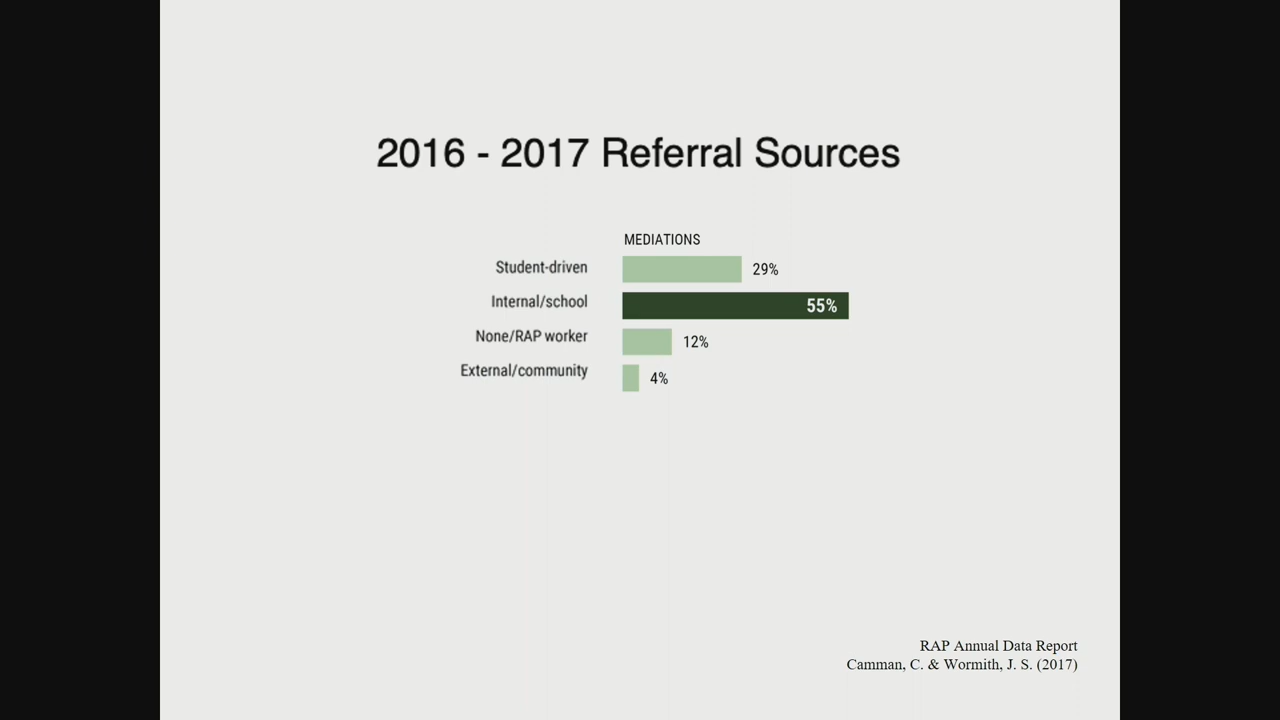 2016 - 2017 Referral Sources
MEDIATIONS
Student-driven 29%
Internal/school 55%
None/RAP worker 12%
External/community 4%
RAP Annual Data Report
Camman, C. & Wormith, J. S. (2017)